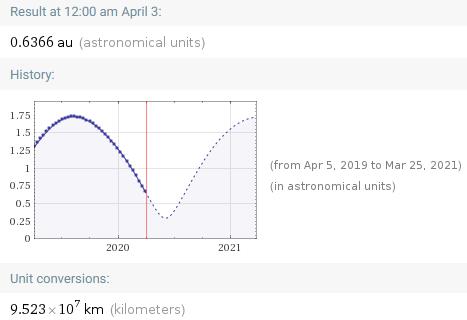 Result at 12:00 am April 3:
0.6366 au (astronomical units)
History:
1.75
1.5
1.25
1
0.75
0.5
0.25
0
2020 2021
(from Apr 5, 2019 to Mar 25, 2021)
(in astronomical units)
Unit conversions:
9.523×10⁷ km (kilometers)